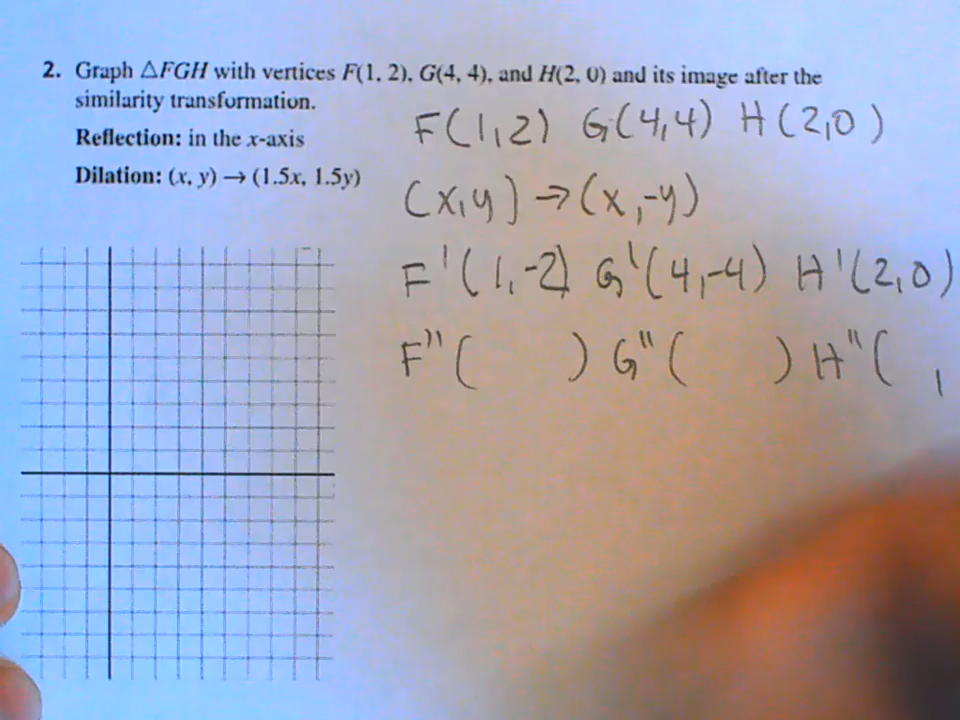 2. Graph △FGH with vertices F(1, 2), G(4, 4), and H(2, 0) and its image after the
similarity transformation.
Reflection: in the x-axis
Dilation: (x, y) → (1.5x, 1.5y)
F(1,2) G(4,4) H(2,0)
(x,y) → (x,-y)
F'(1,-2) G'(4,-4) H'(2,0)
F"( ) G"( ) H"( ,